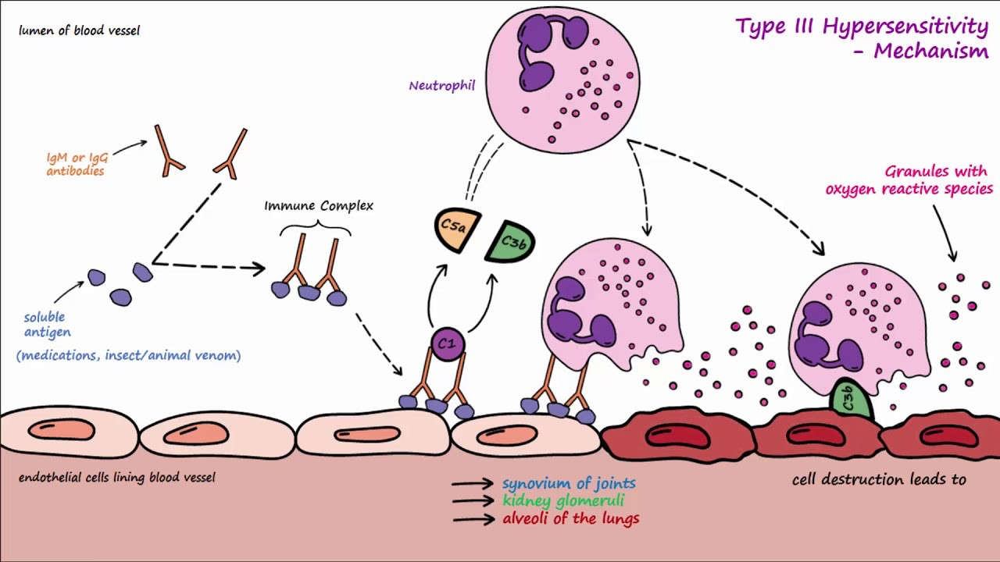 lumen of blood vessel
Type III Hypersensitivity
- Mechanism
Neutrophil
IgM or IgG
antibodies
Granules with
oxygen reactive species
Immune Complex
C5a
C3b
soluble
antigen
(medications, insect/animal venom)
C1
C3b
endothelial cells lining blood vessel
synovium of joints
kidney glomeruli
alveoli of the lungs
cell destruction leads to